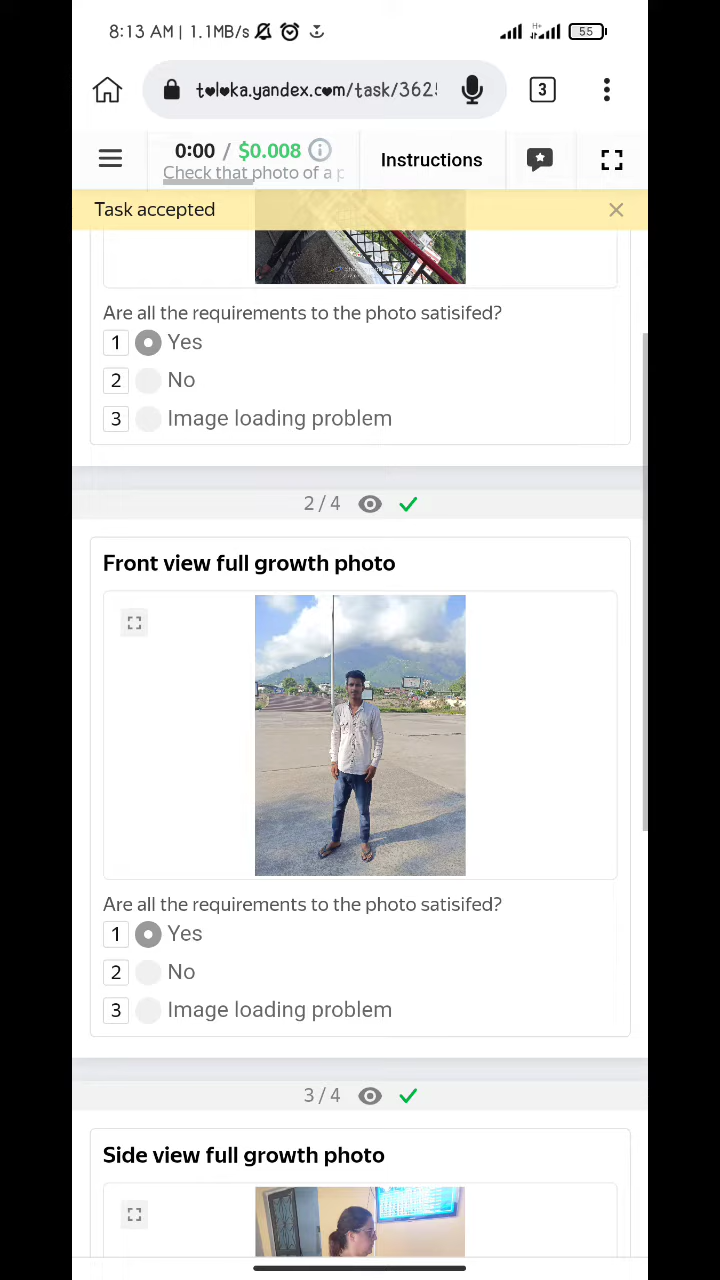 8:13 AM | 1.1MB/s
H+
55
t♥l♥ka.yandex.c♥m/task/362
3
0:00 / $0.008
Check that photo of a p
Instructions
Task accepted
Are all the requirements to the photo satisifed?
1 Yes
2 No
3 Image loading problem
2 / 4
Front view full growth photo
Are all the requirements to the photo satisifed?
1 Yes
2 No
3 Image loading problem
3 / 4
Side view full growth photo